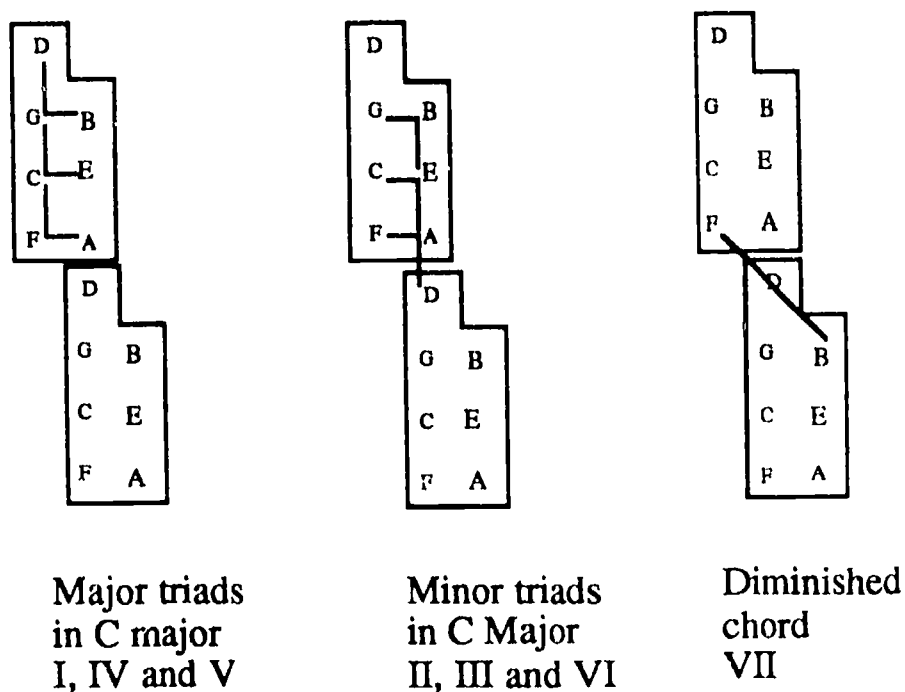 D
G B
C E
F A
D
G B
C E
F A
D
G B
C E
F A
D
G B
C E
F A
D
G B
C E
F A
D
G B
C E
F A
Major triads
in C major
I, IV and V
Minor triads
in C Major
II, III and VI
Diminished
chord
VII